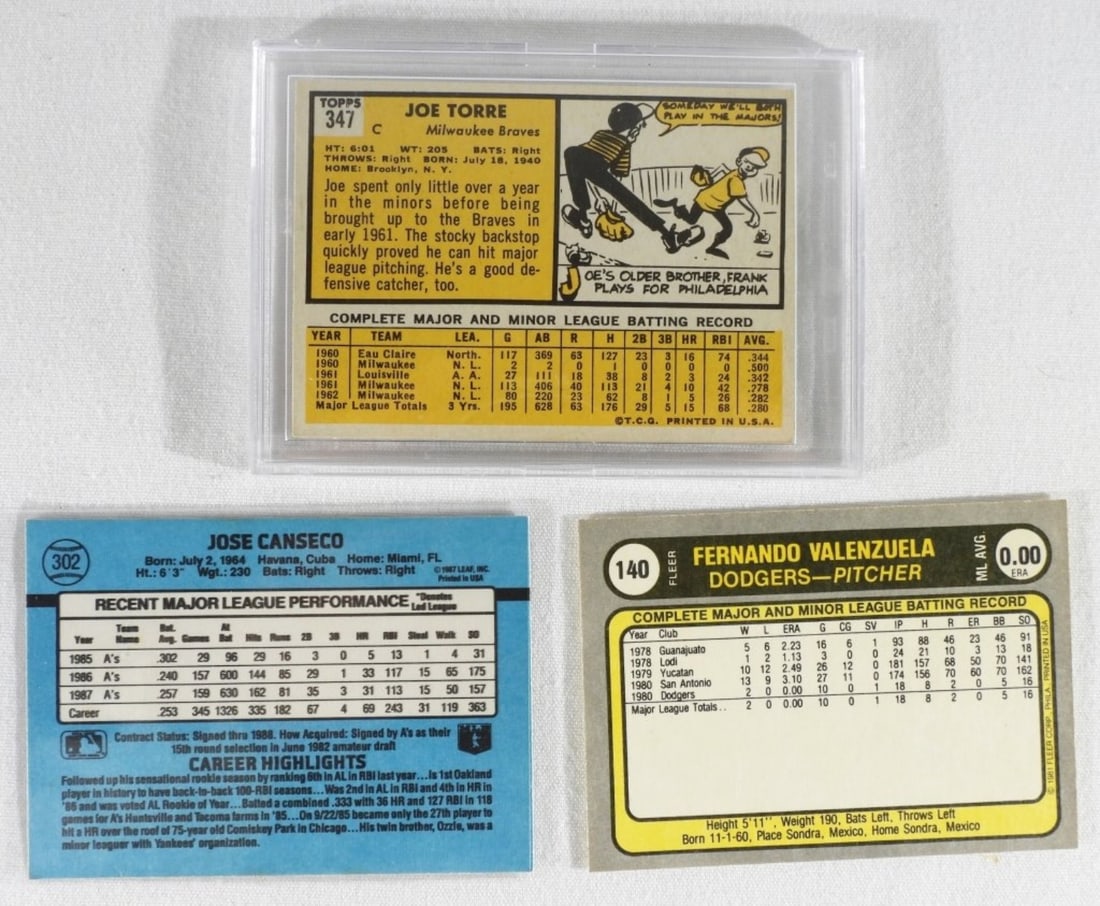 TOPPS
347
C
JOE TORRE
Milwaukee Braves
HT: 6:01 WT: 205 BATS: Right
THROWS: Right BORN: July 18, 1940
HOME: Brooklyn, N. Y.
Joe spent only little over a year
in the minors before being
brought up to the Braves in
early 1961. The stocky backstop
quickly proved he can hit major
league pitching. He's a good de-
fensive catcher, too.
SOMEDAY WE'LL BOTH
PLAY IN THE MAJORS!
JOE'S OLDER BROTHER, FRANK
PLAYS FOR PHILADELPHIA
COMPLETE MAJOR AND MINOR LEAGUE BATTING RECORD
YEAR TEAM LEA. G AB R H 2B 3B HR RBI AVG.
1960 Eau Claire North. 117 369 63 127 23 3 16 74 .344
1960 Milwaukee N. L. 2 2 0 1 0 0 0 0 .500
1961 Louisville A. A. 27 111 18 38 8 2 3 24 .342
1961 Milwaukee N. L. 113 406 40 113 21 4 10 42 .278
1962 Milwaukee N. L. 80 220 23 62 8 1 5 26 .282
Major League Totals 3 Yrs. 195 628 63 176 29 5 15 68 .280
©T.C.G. PRINTED IN U.S.A.
302
JOSE CANSECO
Born: July 2, 1964 Havana, Cuba Home: Miami, FL
Ht.: 6'3" Wgt.: 230 Bats: Right Throws: Right
© 1987 LEAF, INC.
Printed in USA
RECENT MAJOR LEAGUE PERFORMANCE
*Denotes
Led League
Year Team Name Bat. Avg. Games At Bat Hits Runs 2B 3B HR RBI Steal Walk SO
1985 A's .302 29 96 29 16 3 0 5 13 1 4 31
1986 A's .240 157 600 144 85 29 1 33 117 15 65 175
1987 A's .257 159 630 162 81 35 3 31 113 15 50 157
Career .253 345 1326 335 182 67 4 69 243 31 119 363
Contract Status: Signed thru 1988. How Acquired: Signed by A's as their
15th round selection in June 1982 amateur draft
CAREER HIGHLIGHTS
Followed up his sensational rookie season by ranking 6th in AL in RBI last year...Is 1st Oakland
player in history to have back-to-back 100-RBI seasons...Was 2nd in AL in RBI and 4th in HR in
'86 and was voted AL Rookie of Year...Batted a combined .333 with 36 HR and 127 RBI in 118
games for A's Huntsville and Tacoma farms in '85...On 9/22/85 became only the 27th player to
hit a HR over the roof of 75-year old Comiskey Park in Chicago...His twin brother, Ozzie, was a
minor leaguer with Yankees' organization.
140
FLEER
FERNANDO VALENZUELA
DODGERS—PITCHER
ML AVG.
0.00
ERA
COMPLETE MAJOR AND MINOR LEAGUE BATTING RECORD
Year Club W L ERA G CG SV IP H R ER BB SO
1978 Guanajuato 5 6 2.23 16 6 1 93 88 46 23 46 91
1978 Lodi 1 2 1.13 3 0 0 24 21 10 3 13 18
1979 Yucatan 10 12 2.49 26 12 0 181 157 68 50 70 141
1980 San Antonio 13 9 3.10 27 11 0 174 156 70 60 70 162
1980 Dodgers 2 0 0.00 10 0 1 18 8 2 0 5 16
Major League Totals . . 2 0 0.00 10 0 1 18 8 2 0 5 16
© 1981 FLEER CORP., PHILA. PRINTED IN USA
Height 5'11'', Weight 190, Bats Left, Throws Left
Born 11-1-60, Place Sondra, Mexico, Home Sondra, Mexico